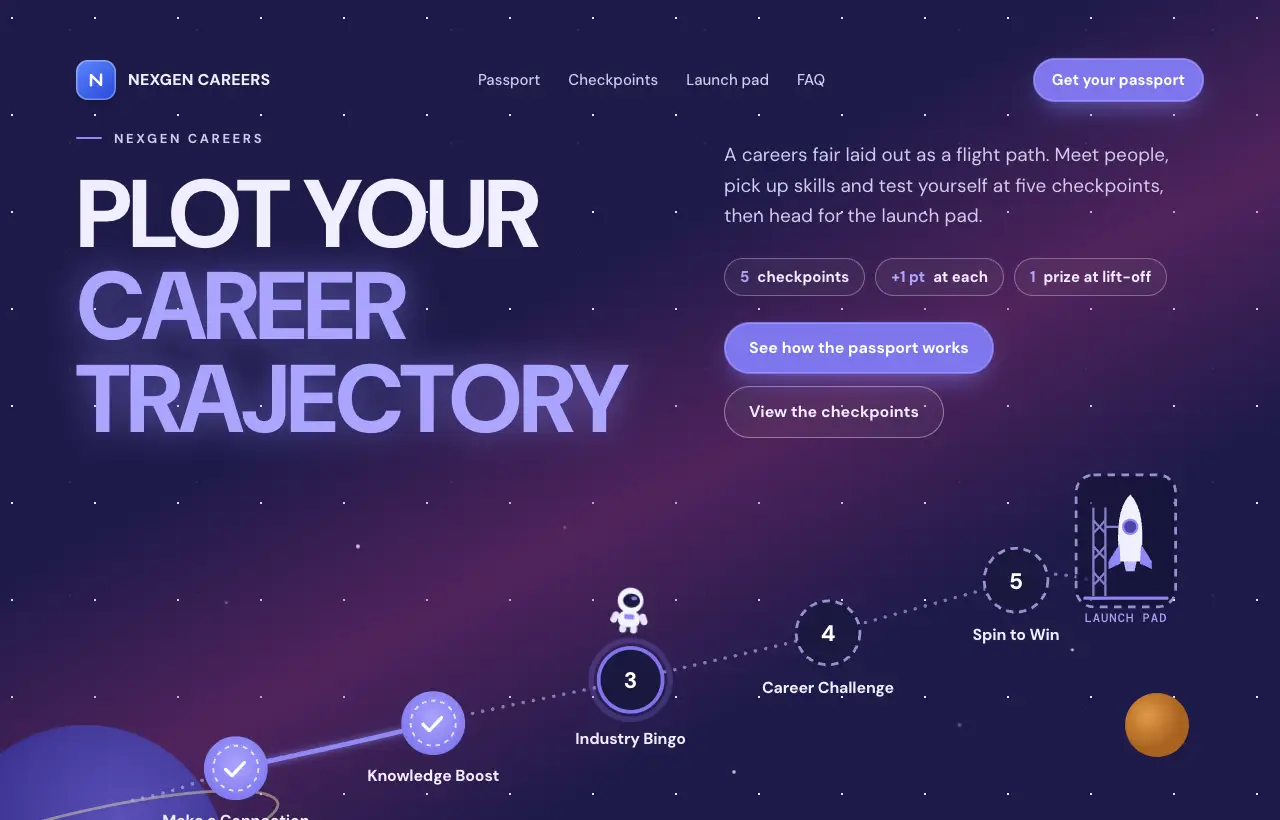 N NEXGEN CAREERS
Passport
Checkpoints
Launch pad
FAQ
Get your passport
NEXGEN CAREERS
PLOT YOUR
CAREER
TRAJECTORY
A careers fair laid out as a flight path. Meet people,
pick up skills and test yourself at five checkpoints,
then head for the launch pad.
5 checkpoints
+1 pt at each
1 prize at lift-off
See how the passport works
View the checkpoints
LAUNCH PAD
5
Spin to Win
4
Career Challenge
3
Industry Bingo
Knowledge Boost
Make a Connection